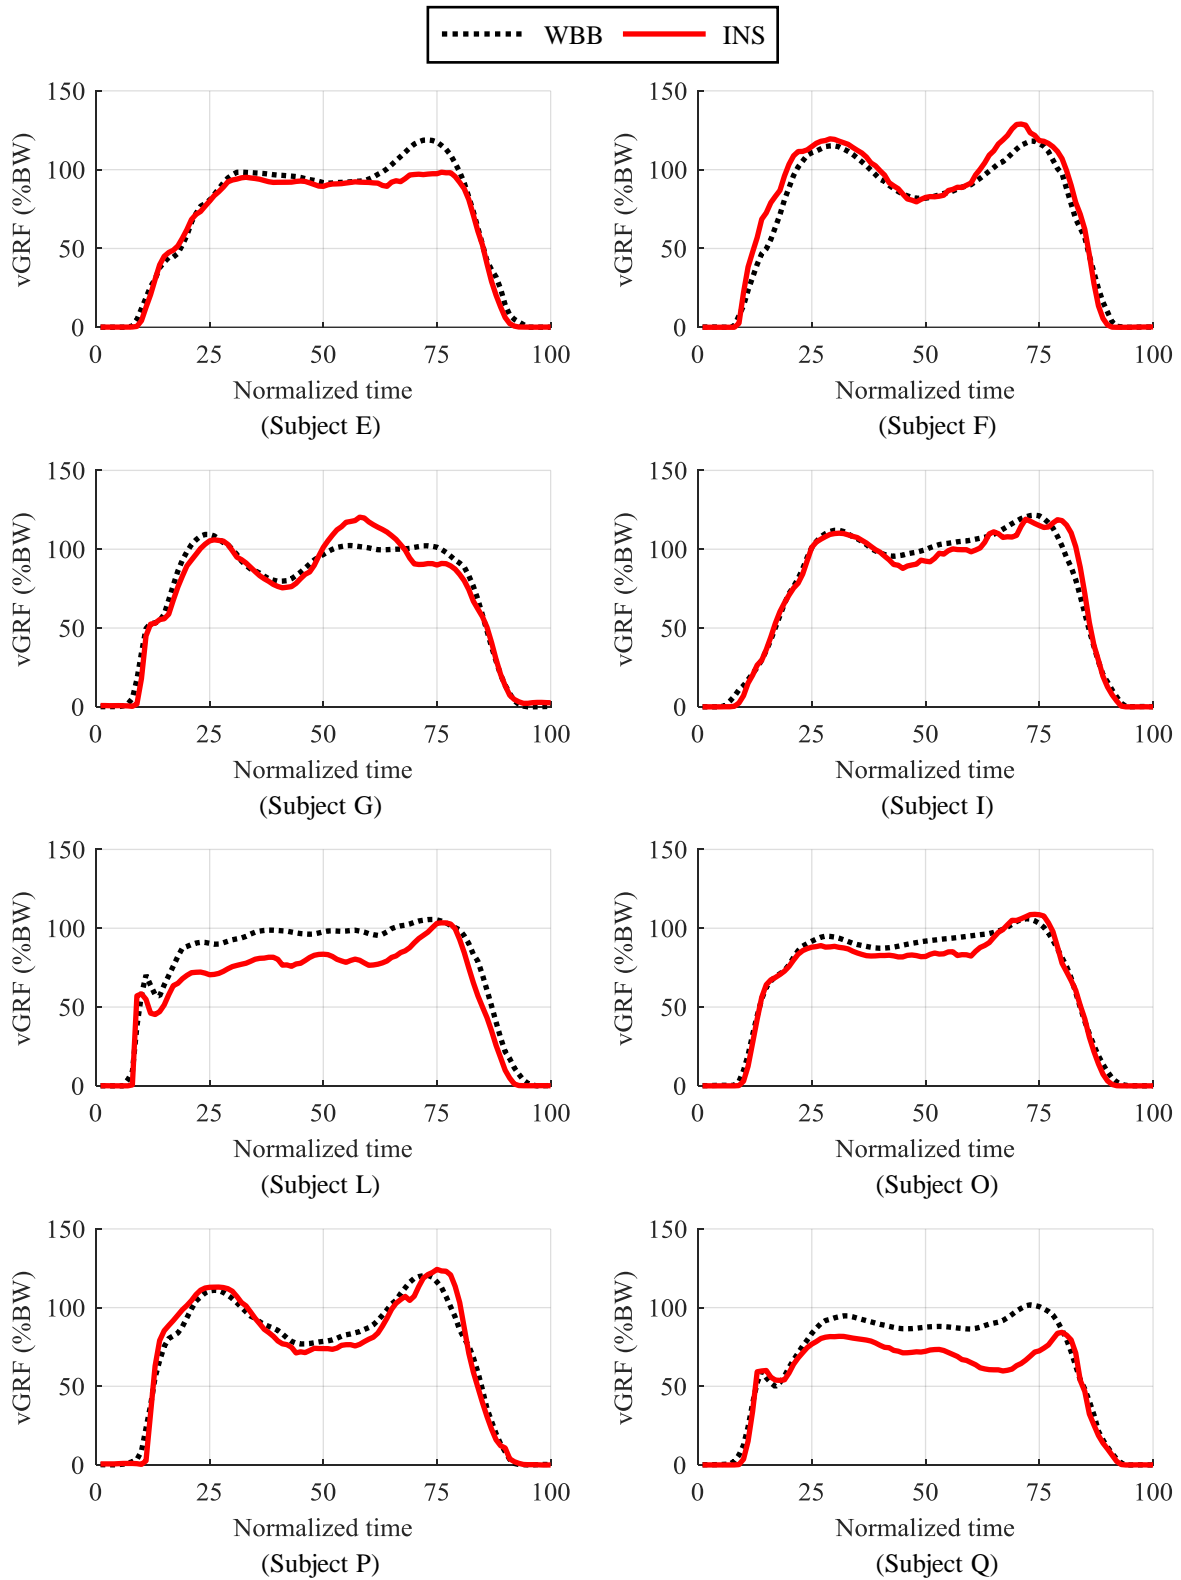 WBB INS
150
100
50
0
vGRF (%BW)
0 25 50 75 100
Normalized time
(Subject E)
150
100
50
0
vGRF (%BW)
0 25 50 75 100
Normalized time
(Subject F)
150
100
50
0
vGRF (%BW)
0 25 50 75 100
Normalized time
(Subject G)
150
100
50
0
vGRF (%BW)
0 25 50 75 100
Normalized time
(Subject I)
150
100
50
0
vGRF (%BW)
0 25 50 75 100
Normalized time
(Subject L)
150
100
50
0
vGRF (%BW)
0 25 50 75 100
Normalized time
(Subject O)
150
100
50
0
vGRF (%BW)
0 25 50 75 100
Normalized time
(Subject P)
150
100
50
0
vGRF (%BW)
0 25 50 75 100
Normalized time
(Subject Q)